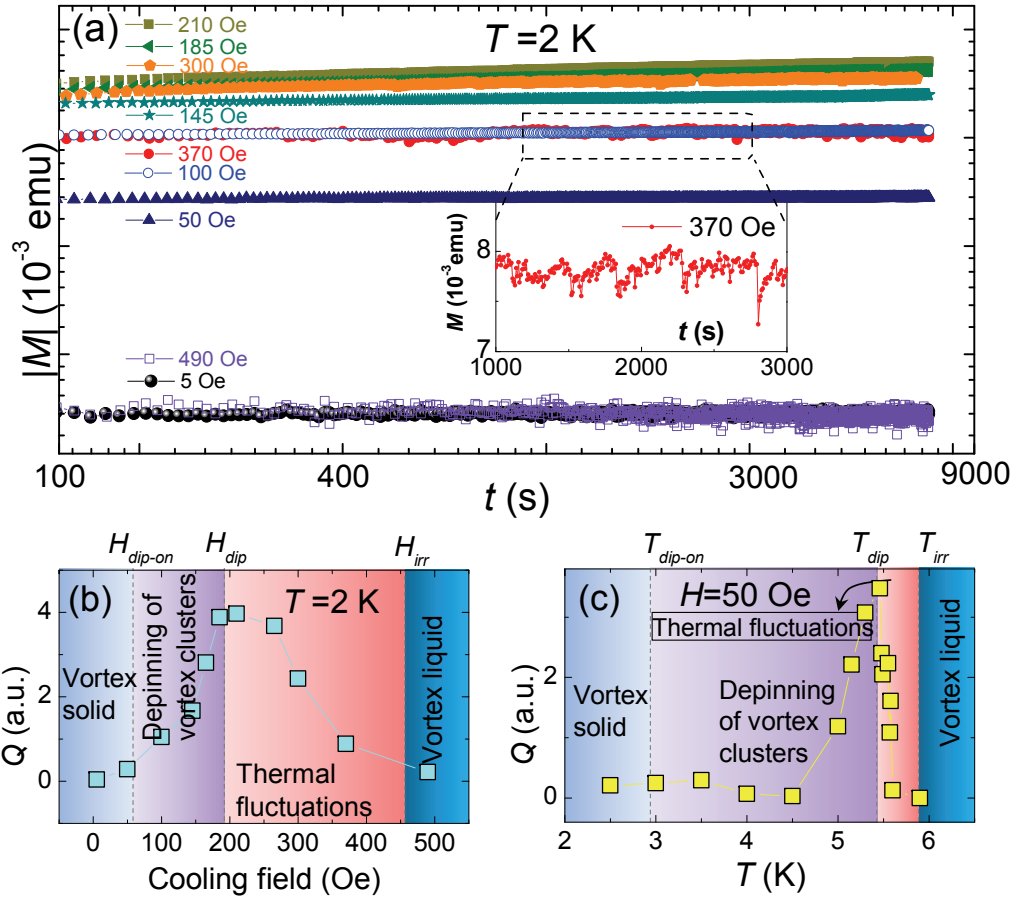 (a)
T =2 K
210 Oe
185 Oe
300 Oe
145 Oe
370 Oe
100 Oe
50 Oe
490 Oe
5 Oe
|M| (10⁻³ emu)
100
400
3000
9000
t (s)
370 Oe
8
7
M (10⁻³emu)
t (s)
1000
2000
3000
H_dip-on
H_dip
H_irr
(b)
T =2 K
Vortex
solid
Depinning of
vortex clusters
Thermal
fluctuations
Vortex liquid
Q (a.u.)
4
2
0
0
100
200
300
400
500
Cooling field (Oe)
T_dip-on
T_dip
T_irr
(c)
H=50 Oe
Thermal fluctuations
Vortex
solid
Depinning
of vortex
clusters
Vortex liquid
Q (a.u.)
2
0
2
3
4
5
6
T (K)